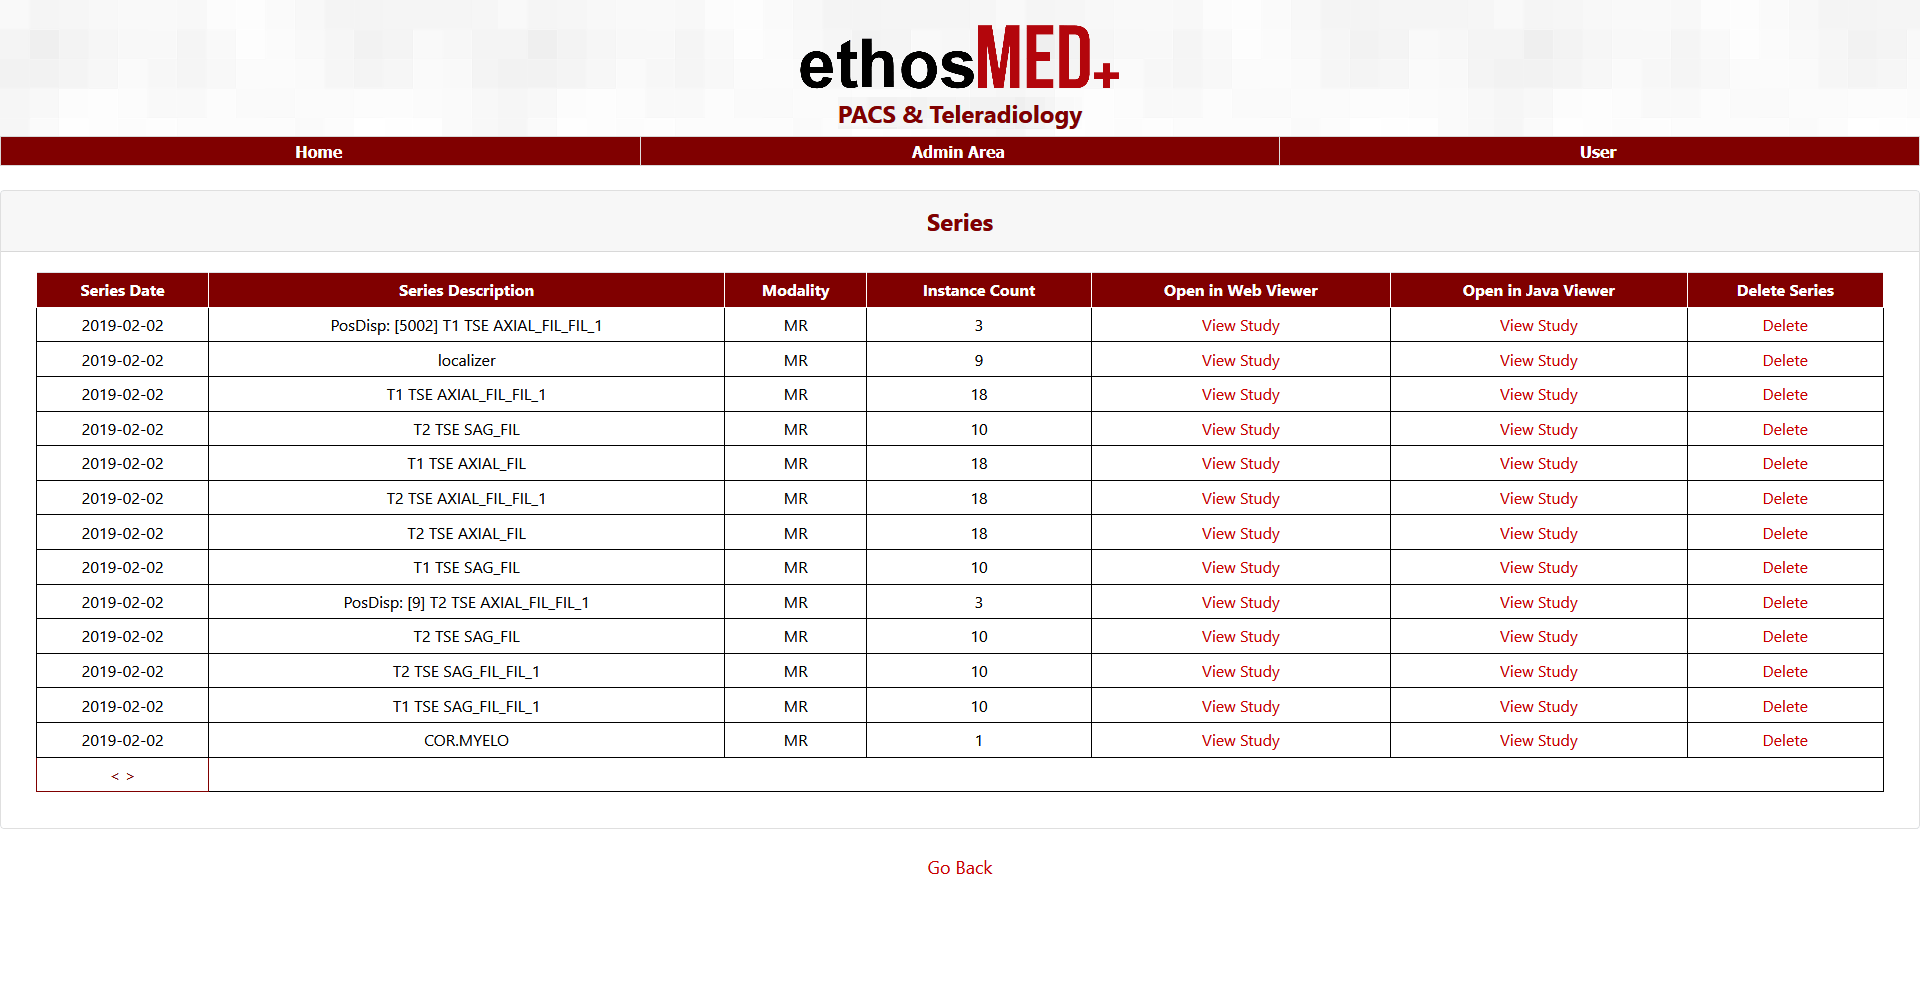 ethosMED+
PACS & Teleradiology
Home Admin Area User
Series
Series Date Series Description Modality Instance Count Open in Web Viewer Open in Java Viewer Delete Series
2019-02-02 PosDisp: [5002] T1 TSE AXIAL_FIL_FIL_1 MR 3 View Study View Study Delete
2019-02-02 localizer MR 9 View Study View Study Delete
2019-02-02 T1 TSE AXIAL_FIL_FIL_1 MR 18 View Study View Study Delete
2019-02-02 T2 TSE SAG_FIL MR 10 View Study View Study Delete
2019-02-02 T1 TSE AXIAL_FIL MR 18 View Study View Study Delete
2019-02-02 T2 TSE AXIAL_FIL_FIL_1 MR 18 View Study View Study Delete
2019-02-02 T2 TSE AXIAL_FIL MR 18 View Study View Study Delete
2019-02-02 T1 TSE SAG_FIL MR 10 View Study View Study Delete
2019-02-02 PosDisp: [9] T2 TSE AXIAL_FIL_FIL_1 MR 3 View Study View Study Delete
2019-02-02 T2 TSE SAG_FIL MR 10 View Study View Study Delete
2019-02-02 T2 TSE SAG_FIL_FIL_1 MR 10 View Study View Study Delete
2019-02-02 T1 TSE SAG_FIL_FIL_1 MR 10 View Study View Study Delete
2019-02-02 COR.MYELO MR 1 View Study View Study Delete
< >
Go Back